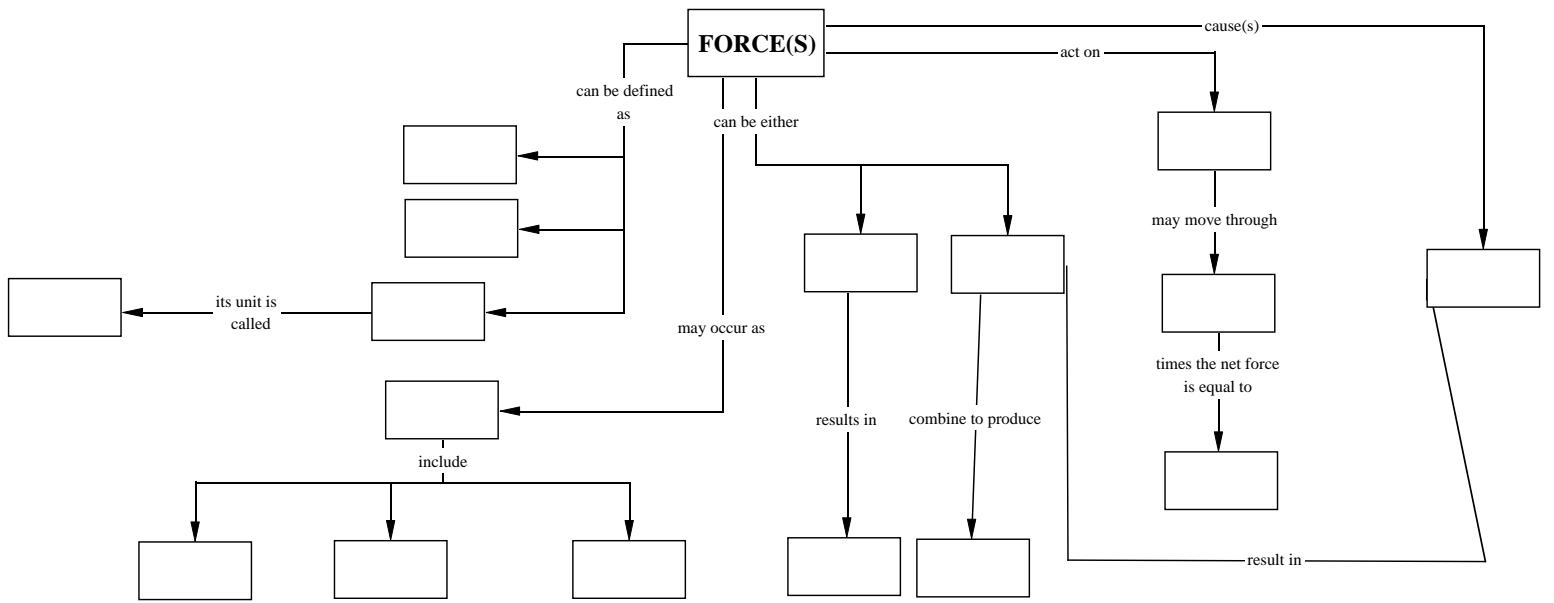 FORCE(S)
cause(s)
act on
can be defined
as
can be either
may move through
its unit is
called
may occur as
times the net force
is equal to
results in
combine to produce
include
result in